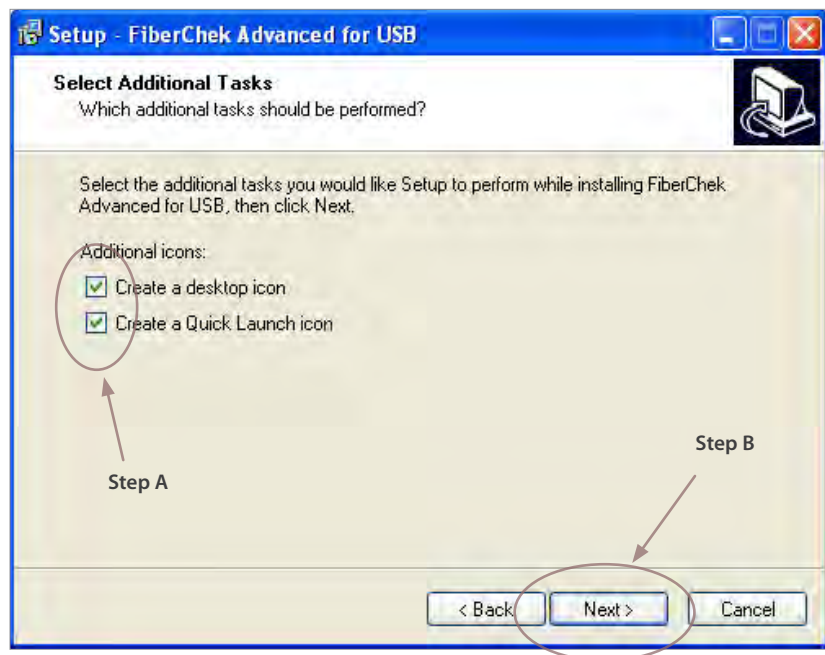 Setup - FiberChek Advanced for USB
Select Additional Tasks
Which additional tasks should be performed?
Select the additional tasks you would like Setup to perform while installing FiberChek
Advanced for USB, then click Next.
Additional icons:
Create a desktop icon
Create a Quick Launch icon
Step B
Step A
< Back
Next >
Cancel